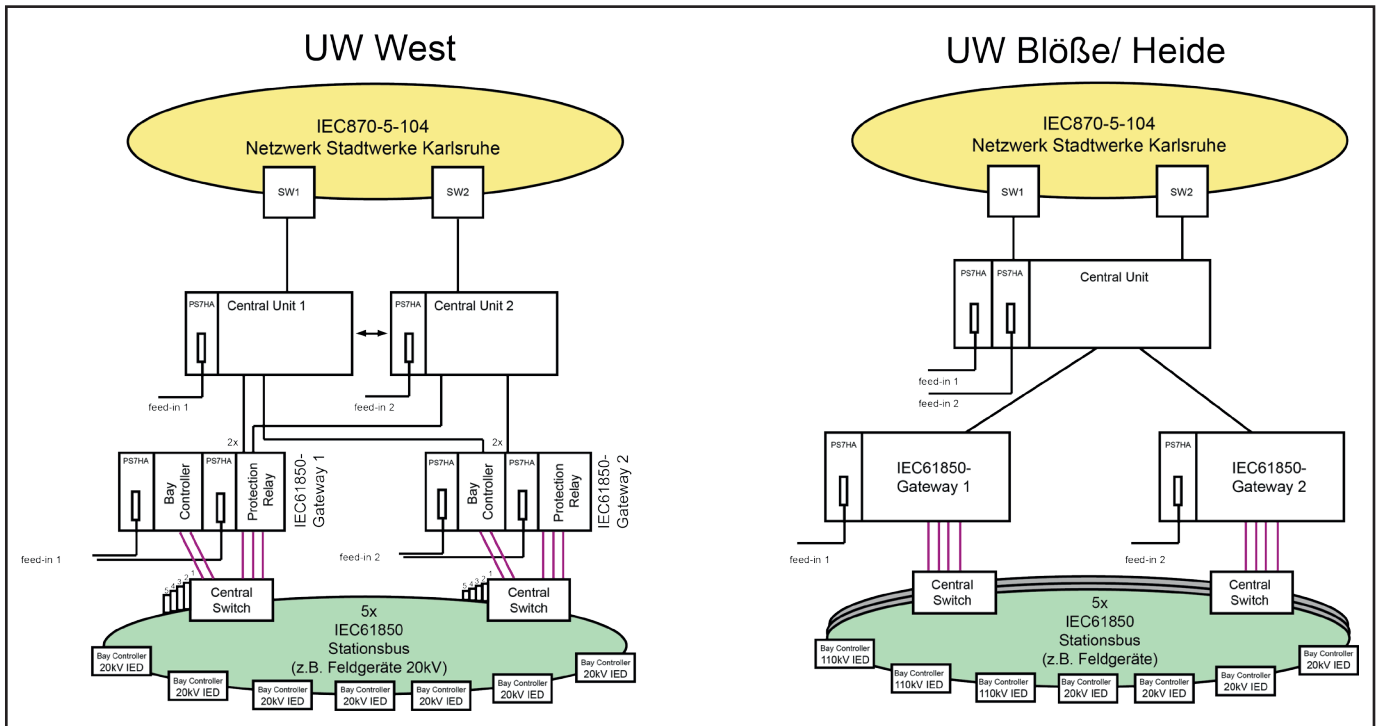 UW West
IEC870-5-104
Netzwerk Stadtwerke Karlsruhe
SW1
SW2
PS7HA
Central Unit 1
PS7HA
Central Unit 2
feed-in 1
feed-in 2
2x
2x
PS7HA
Bay
Controller
PS7HA
Protection
Relay
IEC61850-
Gateway 1
PS7HA
Bay
Controller
PS7HA
Protection
Relay
IEC61850-
Gateway 2
feed-in 1
feed-in 2
5
4
3
2
1
Central
Switch
5
4
3
2
1
Central
Switch
5x
IEC61850
Stationsbus
(z.B. Feldgeräte 20kV)
Bay Controller
20kV IED
Bay Controller
20kV IED
Bay Controller
20kV IED
Bay Controller
20kV IED
Bay Controller
20kV IED
Bay Controller
20kV IED
Bay Controller
20kV IED
UW Blöße/ Heide
IEC870-5-104
Netzwerk Stadtwerke Karlsruhe
SW1
SW2
PS7HA
PS7HA
Central Unit
feed-in 1
feed-in 2
PS7HA
IEC61850-
Gateway 1
PS7HA
IEC61850-
Gateway 2
feed-in 1
feed-in 2
Central
Switch
Central
Switch
5x
IEC61850
Stationsbus
(z.B. Feldgeräte)
Bay Controller
110kV IED
Bay Controller
110kV IED
Bay Controller
110kV IED
Bay Controller
20kV IED
Bay Controller
20kV IED
Bay Controller
20kV IED
Bay Controller
20kV IED